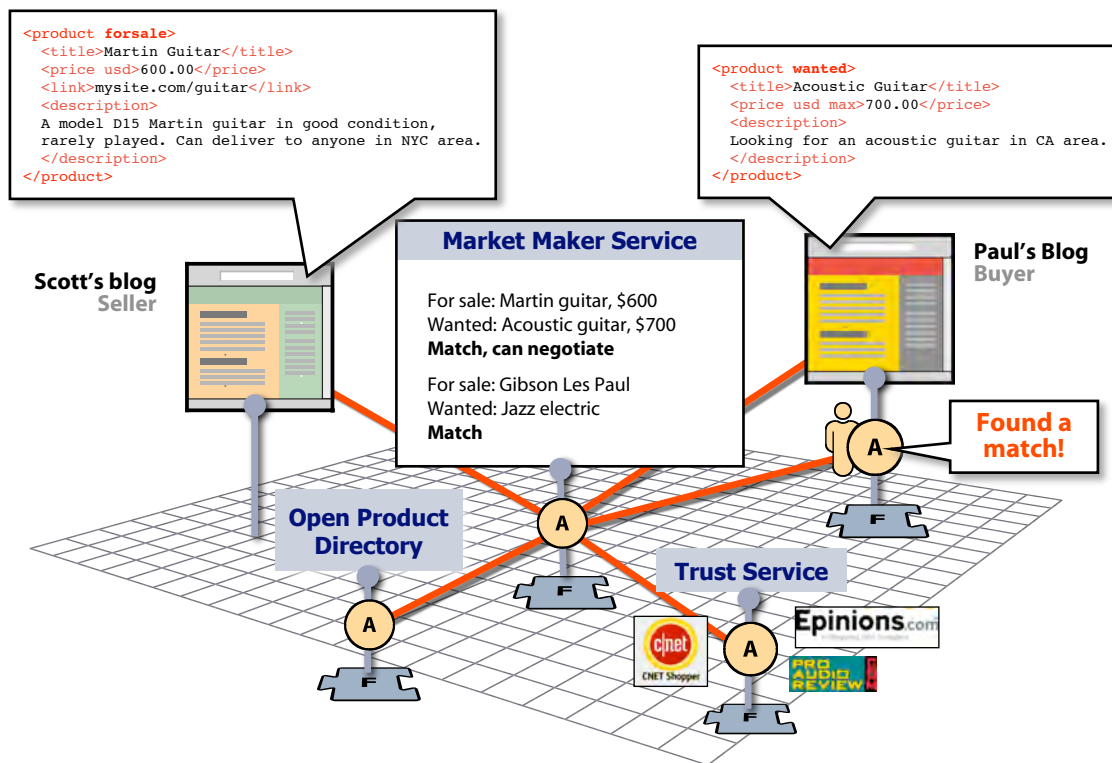 <product forsale>
<title>Martin Guitar</title>
<price usd>600.00</price>
<link>mysite.com/guitar</link>
<description>
A model D15 Martin guitar in good condition,
rarely played. Can deliver to anyone in NYC area.
</description>
</product>
<product wanted>
<title>Acoustic Guitar</title>
<price usd max>700.00</price>
<description>
Looking for an acoustic guitar in CA area.
</description>
</product>
Market Maker Service
For sale: Martin guitar, $600
Wanted: Acoustic guitar, $700
Match, can negotiate
For sale: Gibson Les Paul
Wanted: Jazz electric
Match
Scott’s blog
Seller
Paul’s Blog
Buyer
Found a
match!
A
F
Open Product
Directory
A
F
Trust Service
A
F
A
F
c|net
CNET Shopper
Epinions.com
PRO
AUDIO
REVIEW